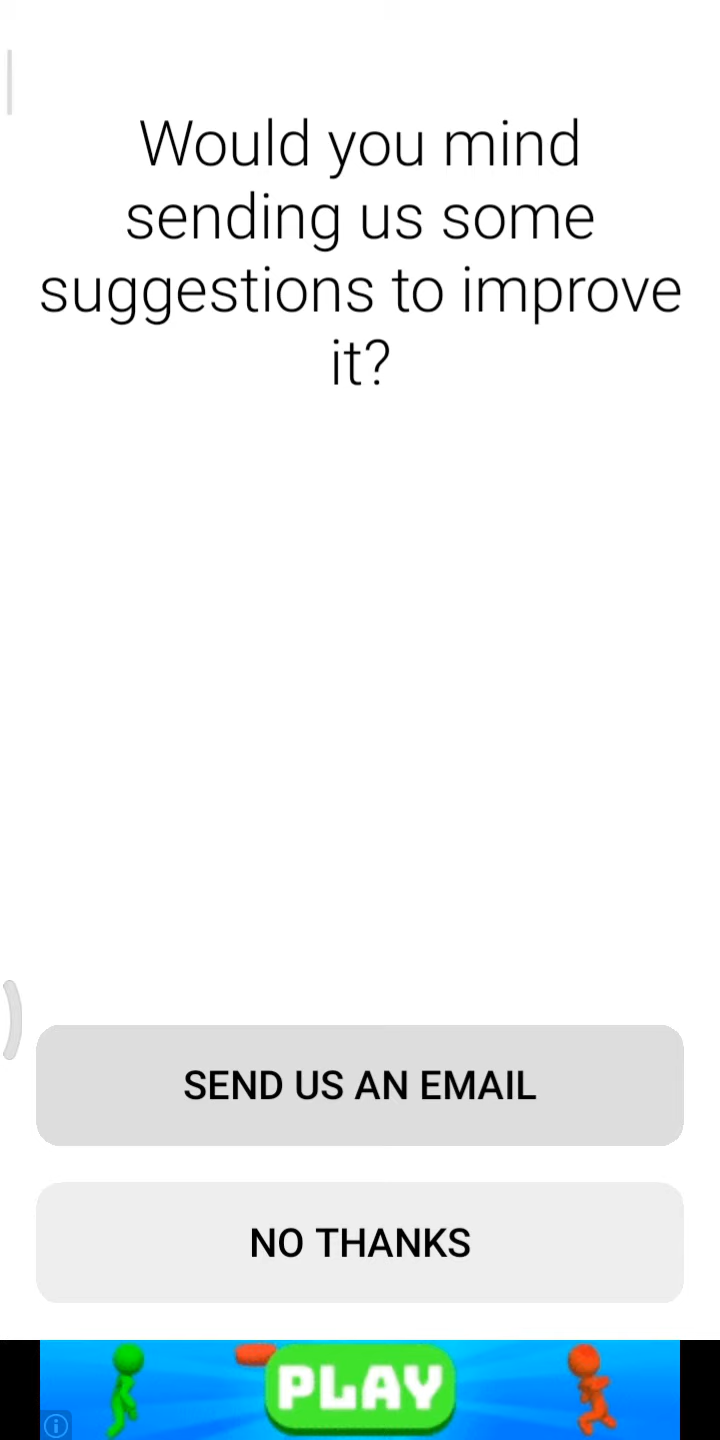 Would you mind
sending us some
suggestions to improve
it?
SEND US AN EMAIL
NO THANKS
PLAY